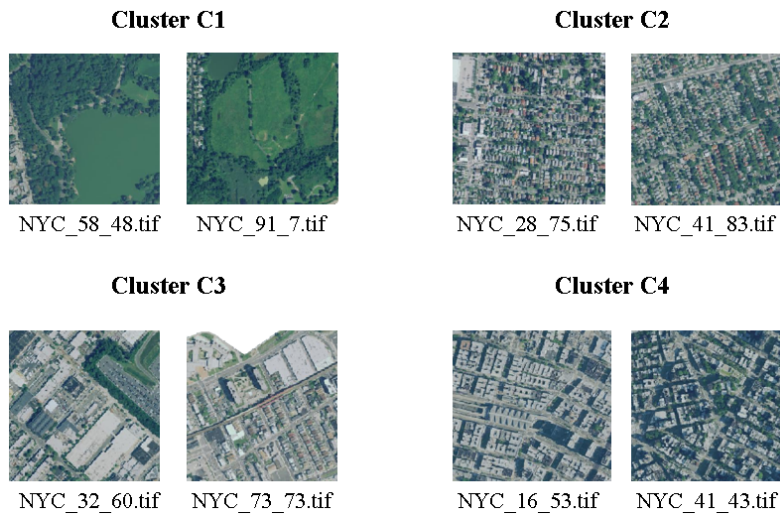 Cluster C1
Cluster C2
NYC_58_48.tif
NYC_91_7.tif
NYC_28_75.tif
NYC_41_83.tif
Cluster C3
Cluster C4
NYC_32_60.tif
NYC_73_73.tif
NYC_16_53.tif
NYC_41_43.tif